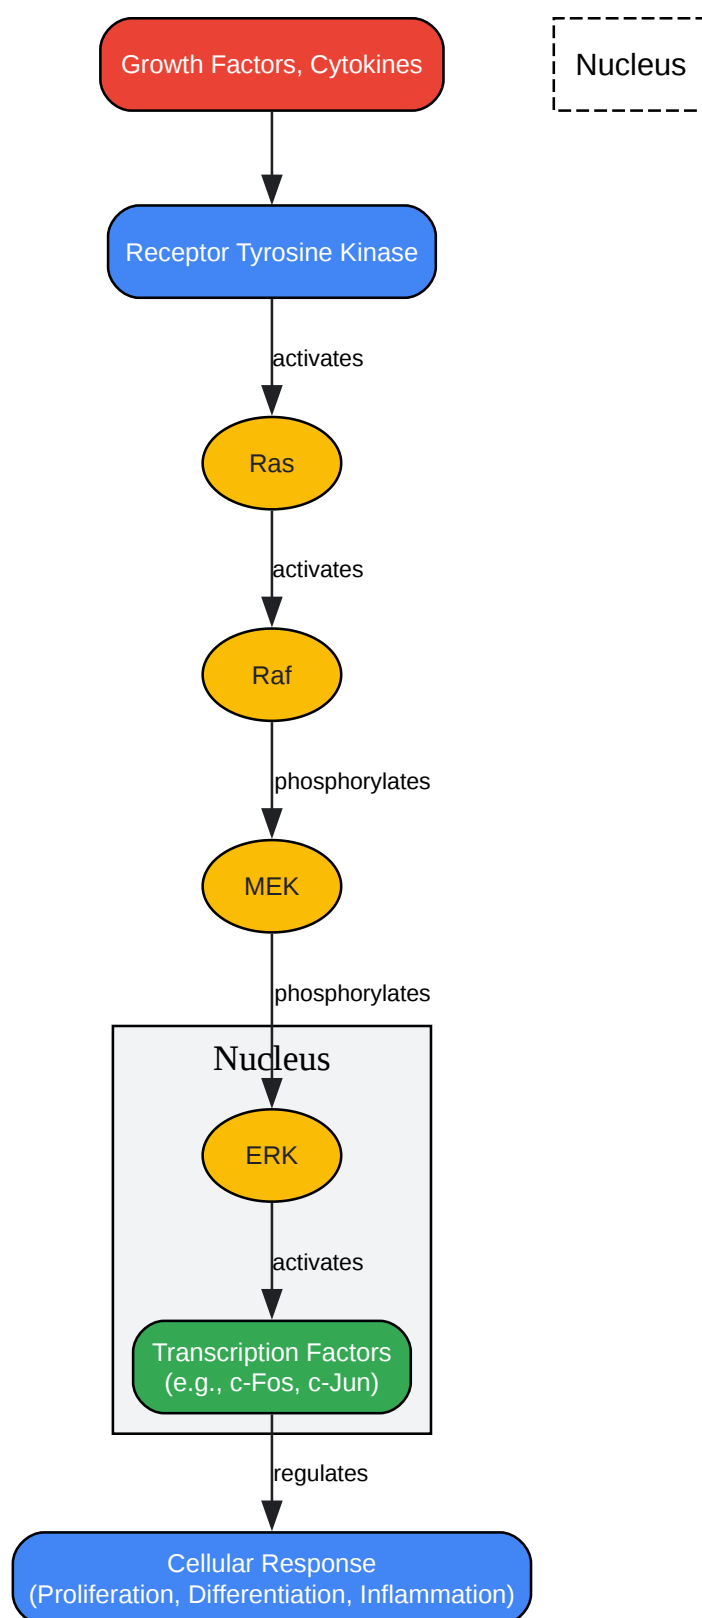 Growth Factors, Cytokines
Nucleus
Receptor Tyrosine Kinase
activates
Ras
activates
Raf
phosphorylates
MEK
phosphorylates
Nucleus
ERK
activates
Transcription Factors
(e.g., c-Fos, c-Jun)
regulates
Cellular Response
(Proliferation, Differentiation, Inflammation)